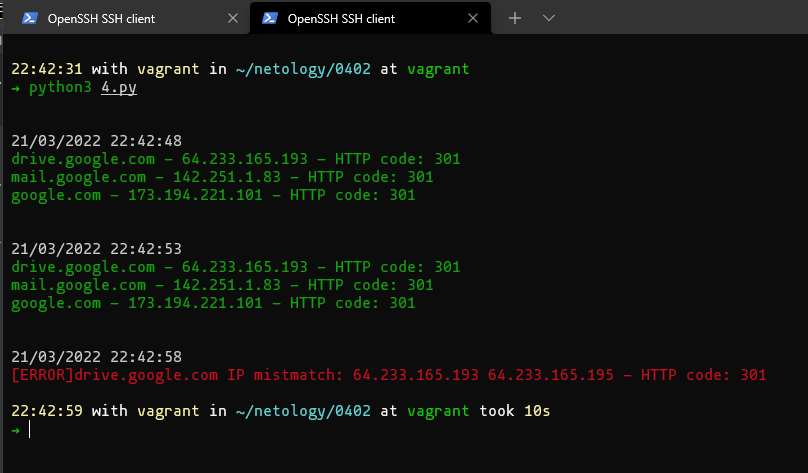 OpenSSH SSH client
OpenSSH SSH client
22:42:31 with vagrant in ~/netology/0402 at vagrant
→ python3 4.py
21/03/2022 22:42:48
drive.google.com – 64.233.165.193 – HTTP code: 301
mail.google.com – 142.251.1.83 – HTTP code: 301
google.com – 173.194.221.101 – HTTP code: 301
21/03/2022 22:42:53
drive.google.com – 64.233.165.193 – HTTP code: 301
mail.google.com – 142.251.1.83 – HTTP code: 301
google.com – 173.194.221.101 – HTTP code: 301
21/03/2022 22:42:58
[ERROR]drive.google.com IP mistmatch: 64.233.165.193 64.233.165.195 – HTTP code: 301
22:42:59 with vagrant in ~/netology/0402 at vagrant took 10s
→